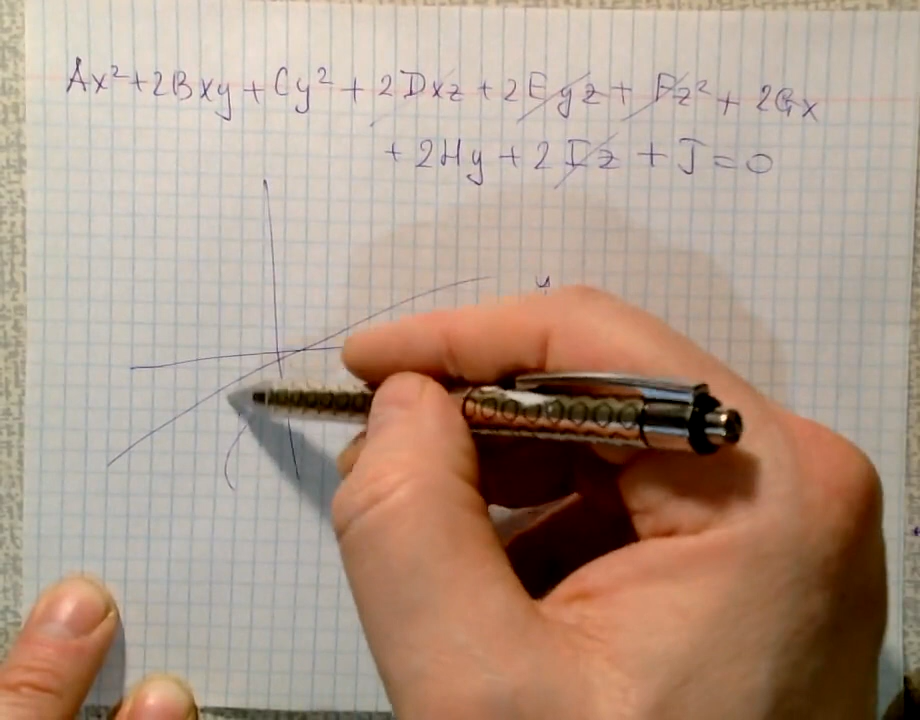 Ax² + 2Bxy + Cy² + 2Dxz + 2Eyz + Fz² + 2Gx
+ 2Hy + 2Iz + J = 0
y